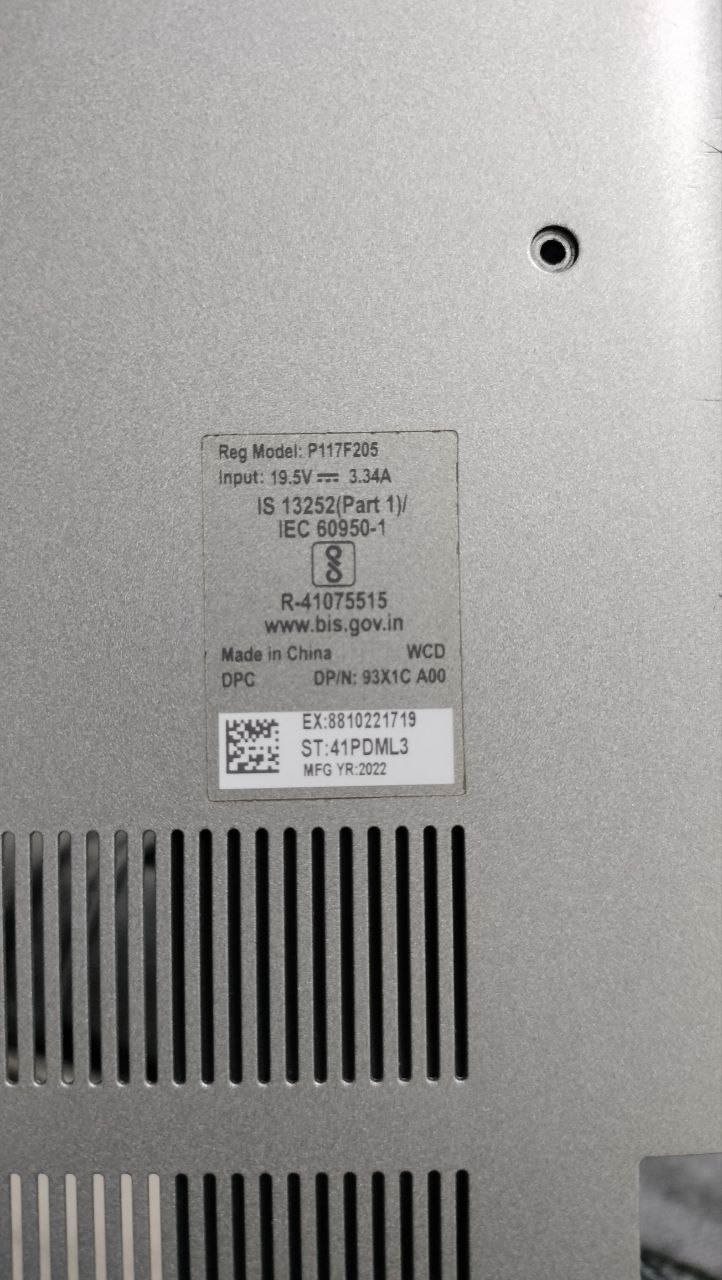 Reg Model: P117F205
Input: 19.5V⎓ 3.34A
IS 13252(Part 1)/
IEC 60950-1
R-41075515
www.bis.gov.in
Made in China WCD
DPC DP/N: 93X1C A00
EX:8810221719
ST:41PDML3
MFG YR:2022